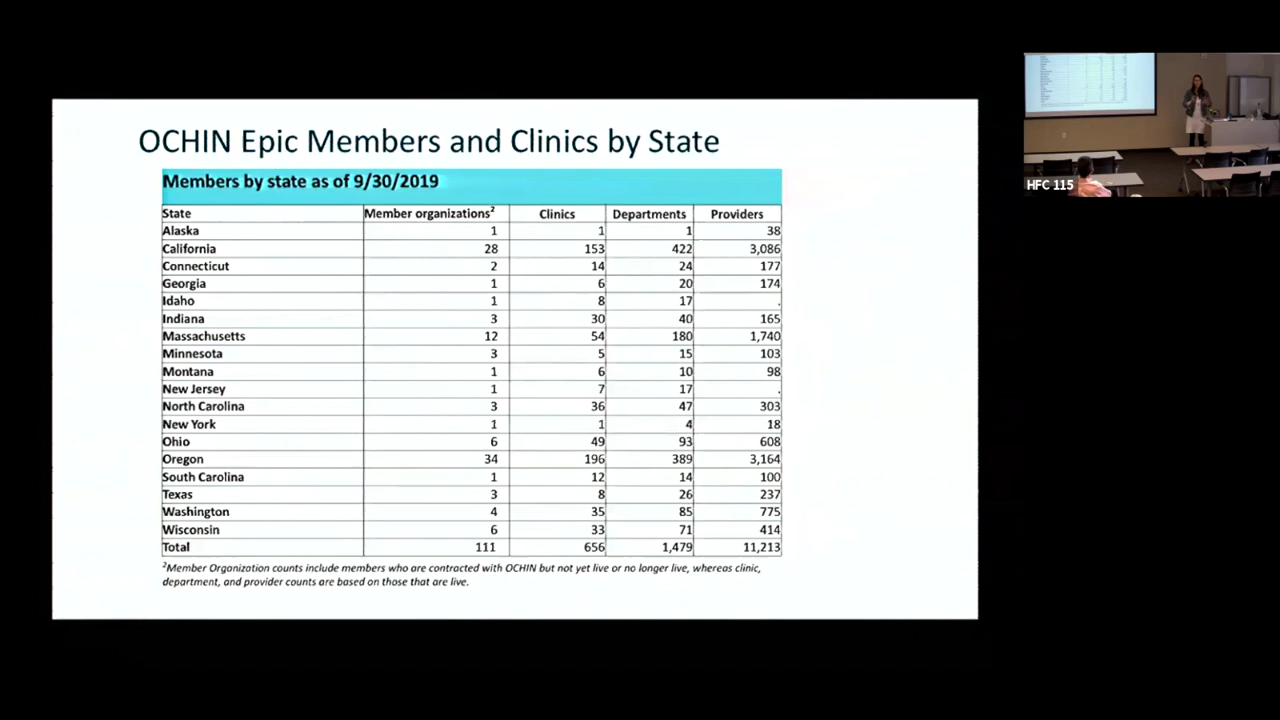 OCHIN Epic Members and Clinics by State
Members by state as of 9/30/2019
State Member organizations² Clinics Departments Providers
Alaska 1 1 1 38
California 28 153 422 3,086
Connecticut 2 14 24 177
Georgia 1 6 20 174
Idaho 1 8 17 .
Indiana 3 30 40 165
Massachusetts 12 54 180 1,740
Minnesota 3 5 15 103
Montana 1 6 10 98
New Jersey 1 7 17 .
North Carolina 3 36 47 303
New York 1 1 4 18
Ohio 6 49 93 608
Oregon 34 196 389 3,164
South Carolina 1 12 14 100
Texas 3 8 26 237
Washington 4 35 85 775
Wisconsin 6 33 71 414
Total 111 656 1,479 11,213
²Member Organization counts include members who are contracted with OCHIN but not yet live or no longer live, whereas clinic,
department, and provider counts are based on those that are live.
HFC 115